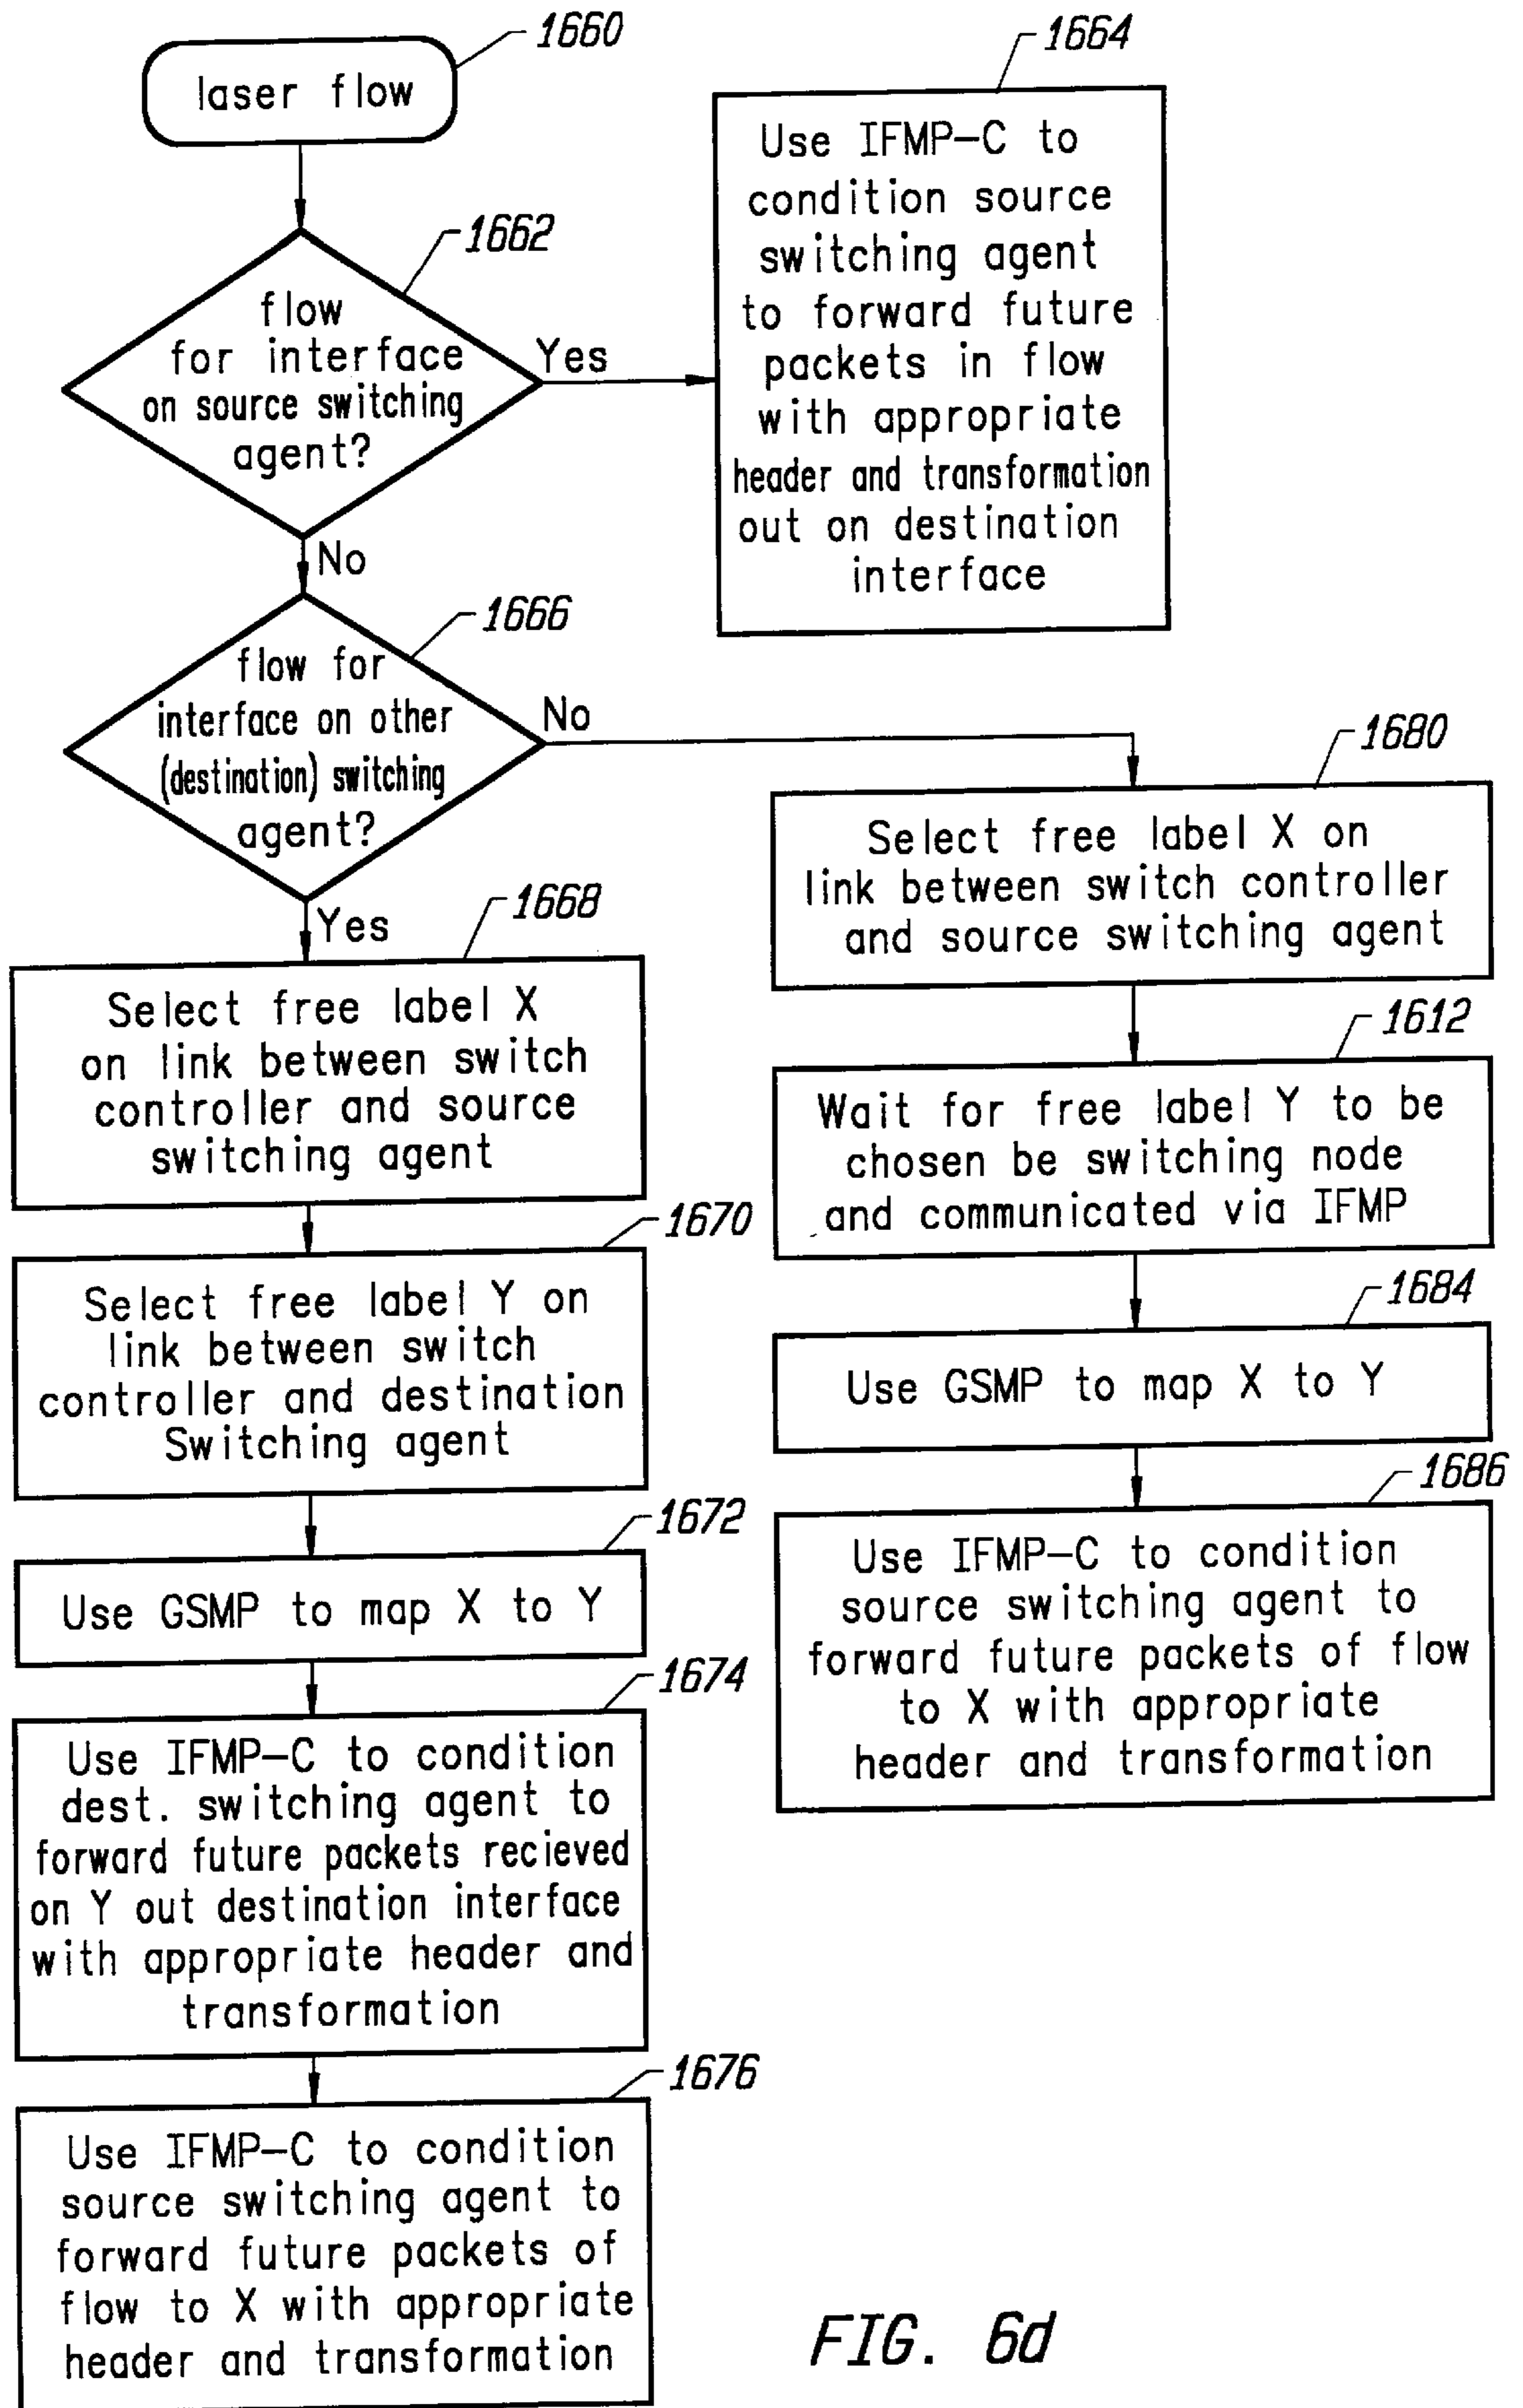 1660
laser flow
1662
flow
for interface
on source switching
agent?
Yes
No
1664
Use IFMP-C to
condition source
switching agent
to forward future
packets in flow
with appropriate
header and transformation
out on destination
interface
1666
flow for
interface on other
(destination) switching
agent?
No
Yes
1668
Select free label X
on link between switch
controller and source
switching agent
1670
Select free label Y on
link between switch
controller and destination
Switching agent
1672
Use GSMP to map X to Y
1674
Use IFMP-C to condition
dest. switching agent to
forward future packets recieved
on Y out destination interface
with appropriate header and
transformation
1676
Use IFMP-C to condition
source switching agent to
forward future packets of
flow to X with appropriate
header and transformation
1680
Select free label X on
link between switch controller
and source switching agent
1612
Wait for free label Y to be
chosen be switching node
and communicated via IFMP
1684
Use GSMP to map X to Y
1686
Use IFMP-C to condition
source switching agent to
forward future packets of flow
to X with appropriate
header and transformation
FIG. 6d